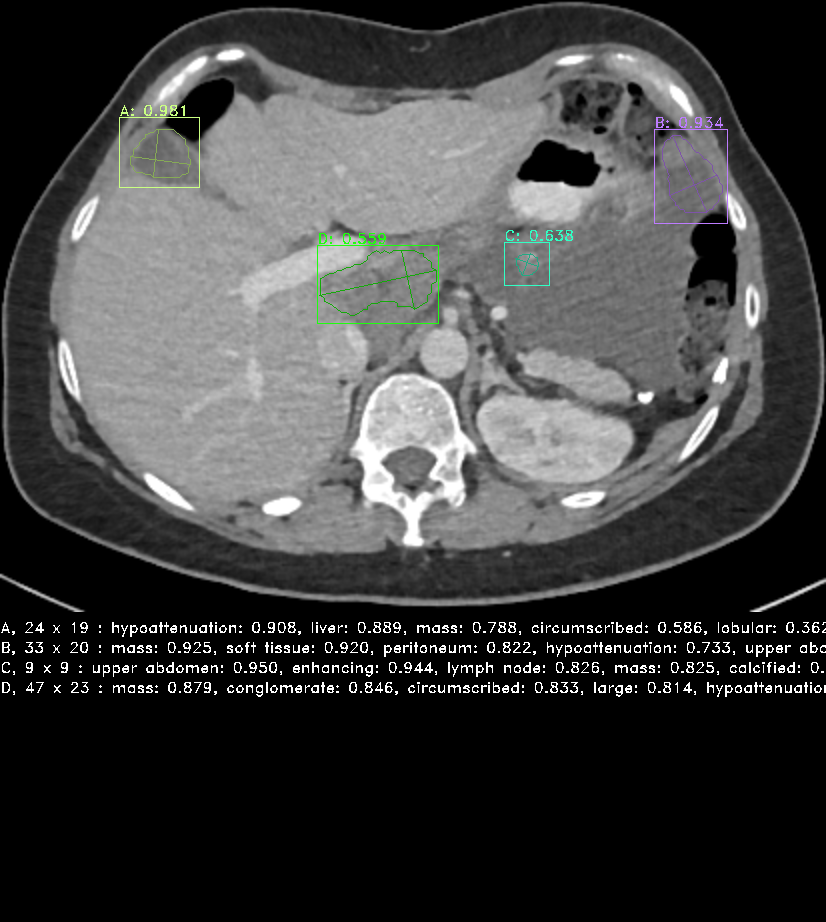 A: 0.981
B: 0.934
C: 0.638
D: 0.559
A, 24 x 19 : hypoattenuation: 0.908, liver: 0.889, mass: 0.788, circumscribed: 0.586, lobular: 0.362
B, 33 x 20 : mass: 0.925, soft tissue: 0.920, peritoneum: 0.822, hypoattenuation: 0.733, upper abd
C, 9 x 9 : upper abdomen: 0.950, enhancing: 0.944, lymph node: 0.826, mass: 0.825, calcified: 0.
D, 47 x 23 : mass: 0.879, conglomerate: 0.846, circumscribed: 0.833, large: 0.814, hypoattenuation